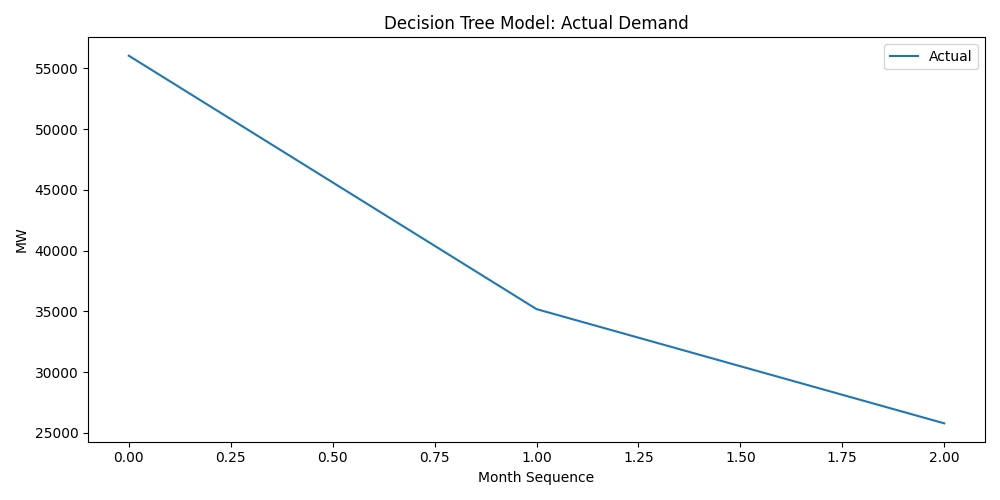 Decision Tree Model: Actual Demand
Actual
MW
55000
50000
45000
40000
35000
30000
25000
0.00 0.25 0.50 0.75 1.00 1.25 1.50 1.75 2.00
Month Sequence